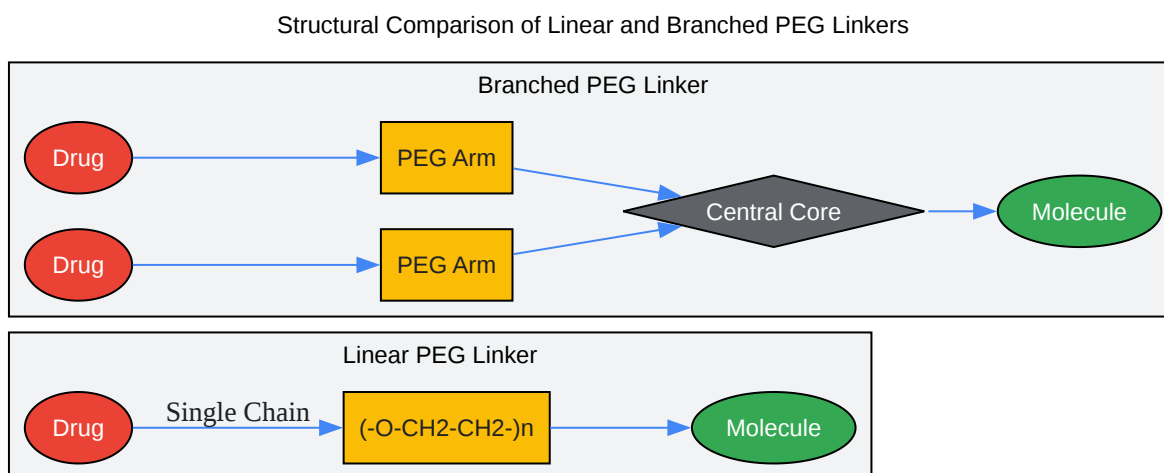 Structural Comparison of Linear and Branched PEG Linkers
Branched PEG Linker
Drug
PEG Arm
Central Core
Molecule
Drug
PEG Arm
Linear PEG Linker
Drug
Single Chain
(-O-CH2-CH2-)n
Molecule